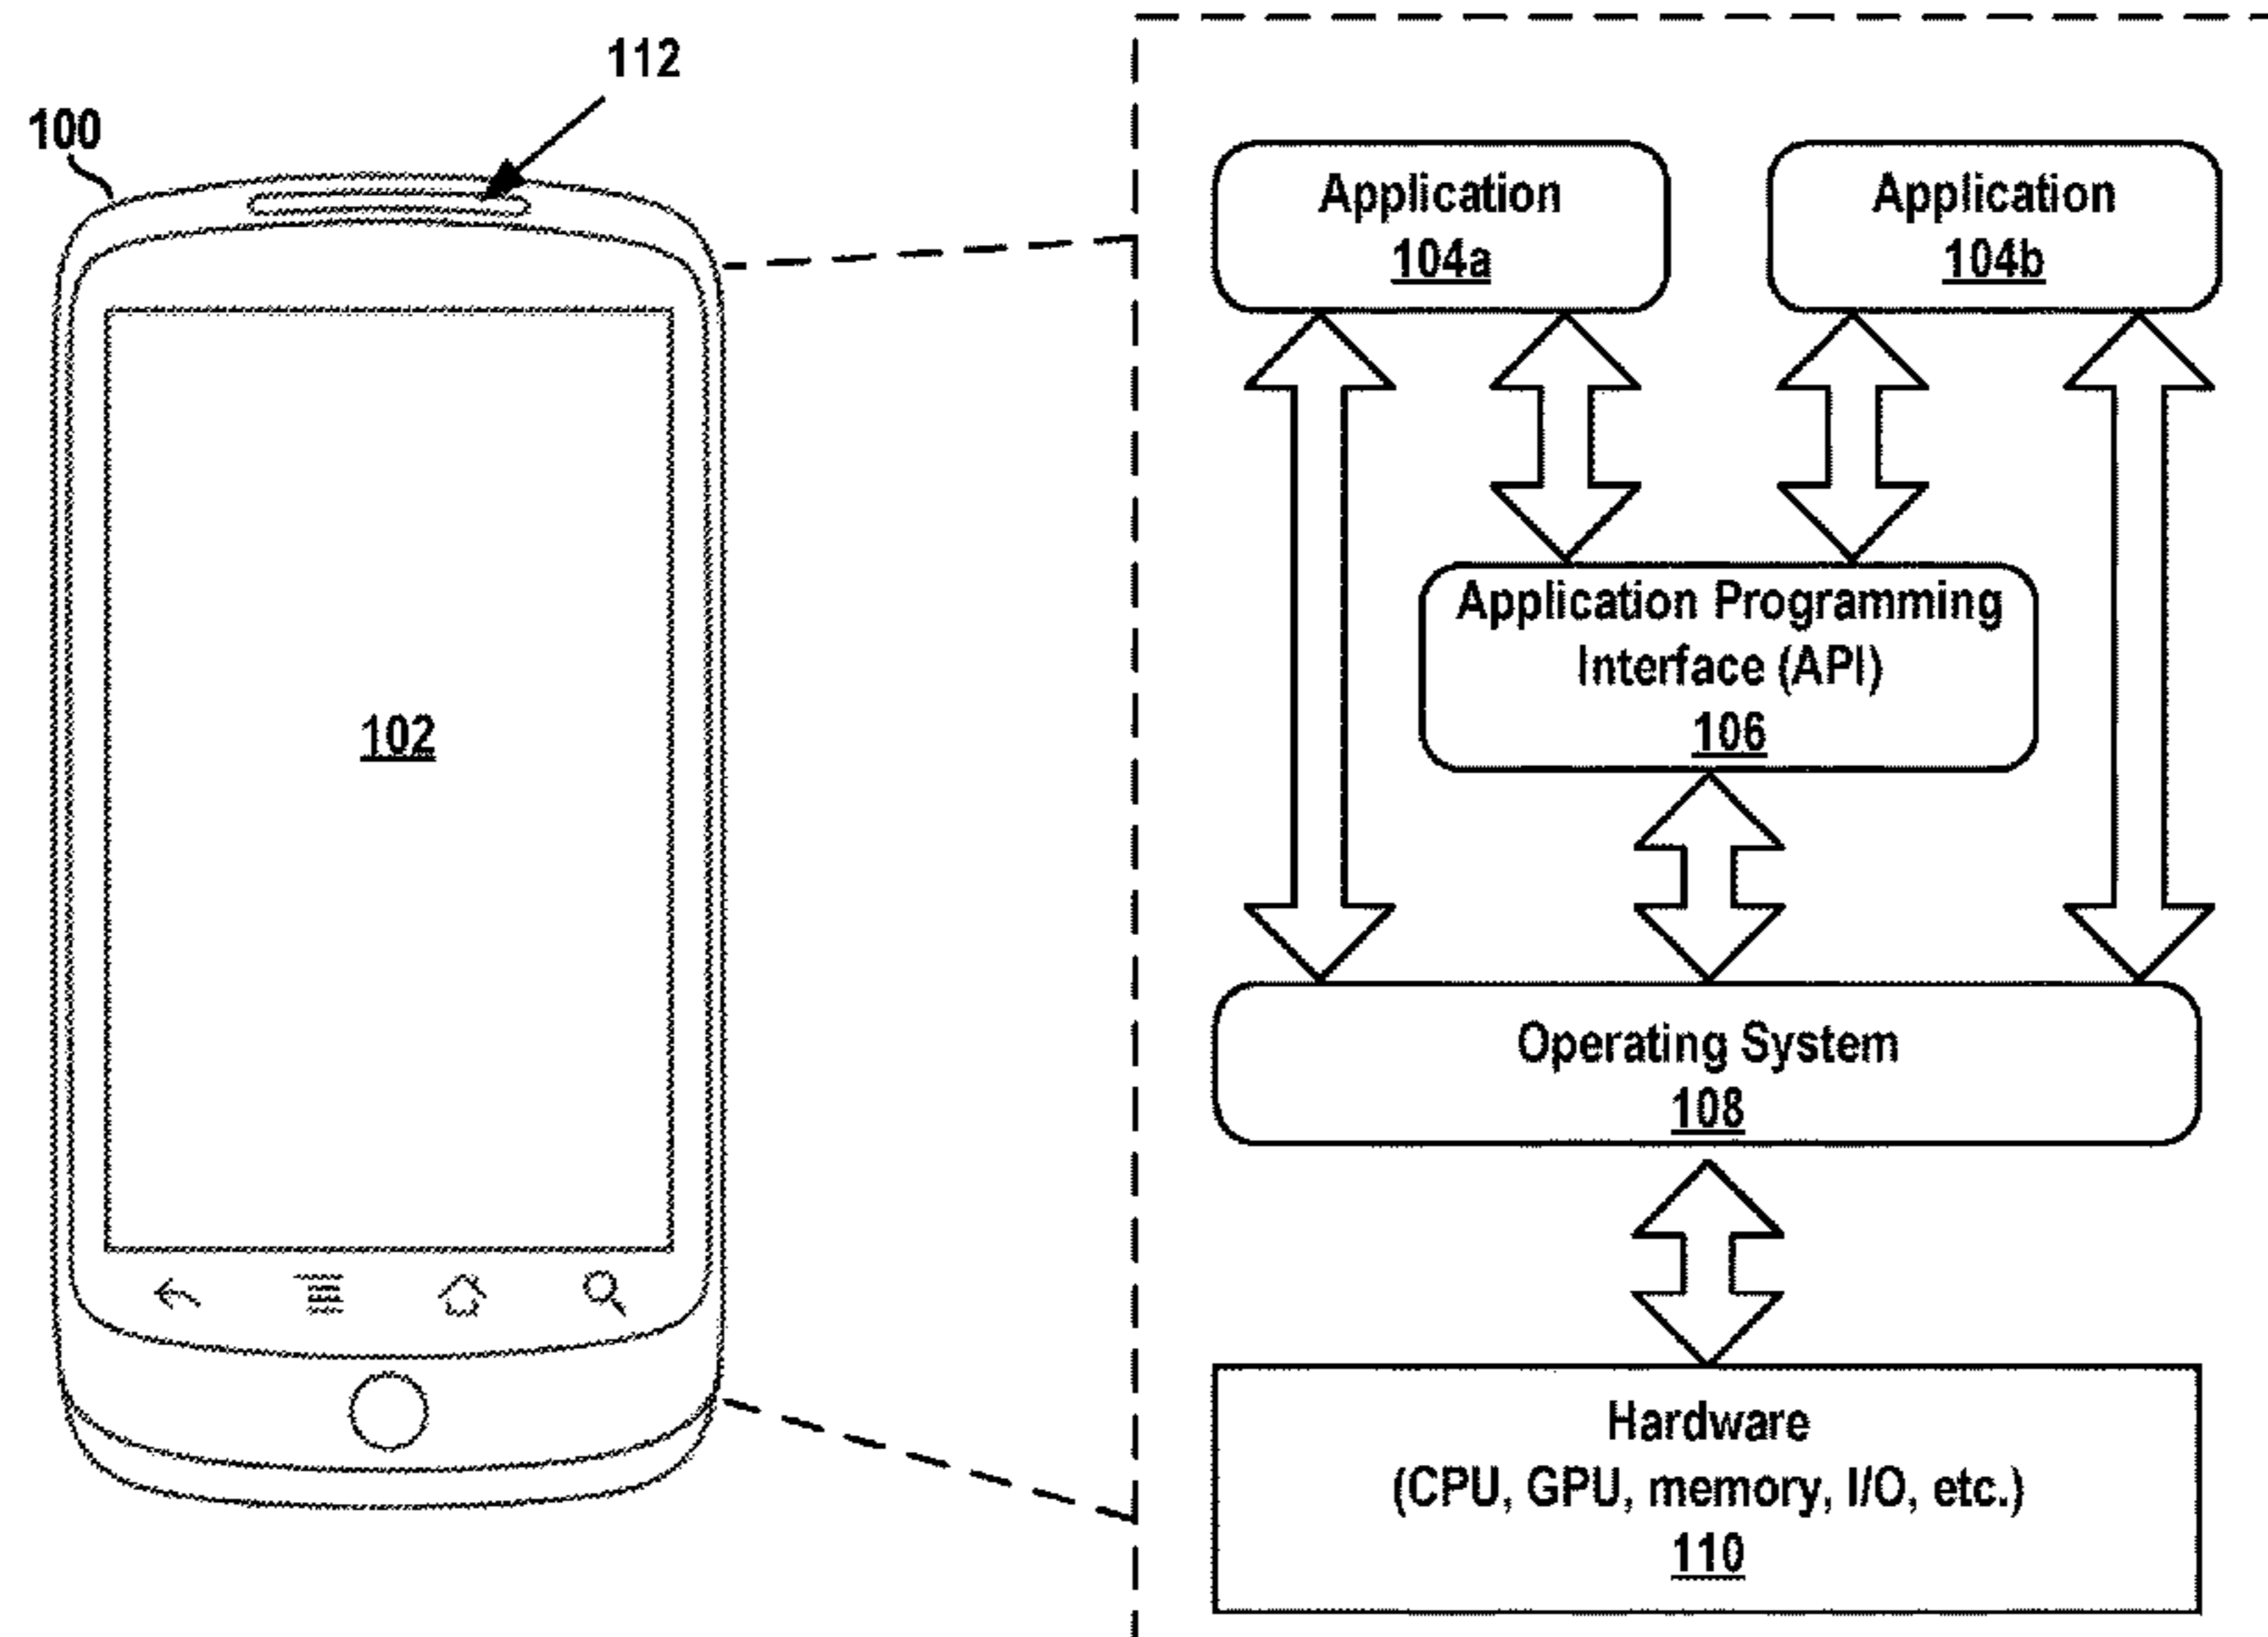 112
100
Application
104a
Application
104b
Application Programming
Interface (API)
106
102
Operating System
108
Hardware
(CPU, GPU, memory, I/O, etc.)
110